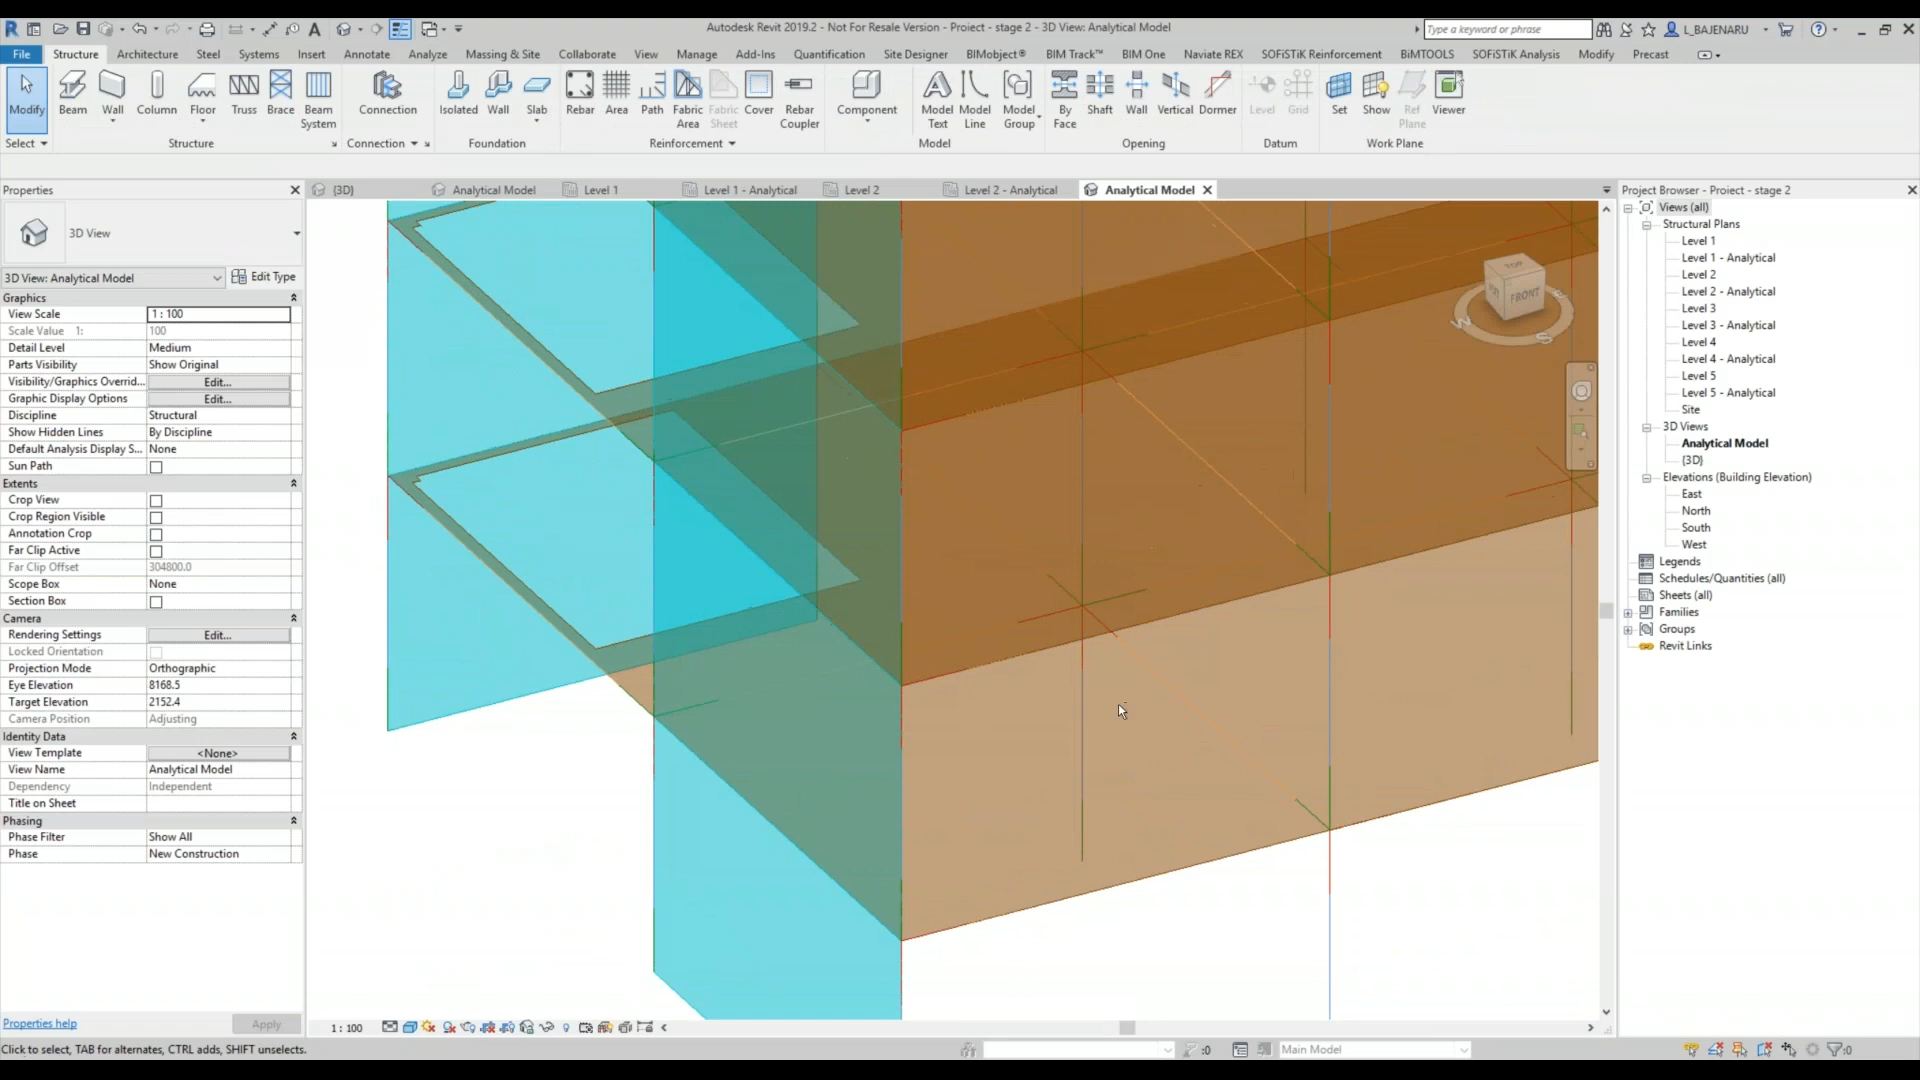 Autodesk Revit 2019.2 - Not For Resale Version - Project - stage 2 - 3D View: Analytical Model
Type a keyword or phrase
L_BAJENARU
File Structure Architecture Steel Systems Insert Annotate Analyze Massing & Site Collaborate View Manage Add-Ins Quantification Site Designer BIMobject® BIM Track™ BIM One Naviate REX SOFiSTiK Reinforcement BiMTOOLS SOFiSTiK Analysis Modify Precast
Modify Beam Wall Column Floor Truss Brace Beam System Connection Isolated Wall Slab Rebar Area Path Fabric Area Fabric Sheet Cover Rebar Coupler Component Model Text Model Line Model Group By Face Shaft Wall Vertical Dormer Level Grid Set Show Ref Plane Viewer
Select Structure Connection Foundation Reinforcement Model Opening Datum Work Plane
Properties
{3D} Analytical Model Level 1 Level 1 - Analytical Level 2 Level 2 - Analytical Analytical Model
3D View
3D View: Analytical Model Edit Type
Graphics
View Scale 1 : 100
Scale Value 1: 100
Detail Level Medium
Parts Visibility Show Original
Visibility/Graphics Overrid... Edit...
Graphic Display Options Edit...
Discipline Structural
Show Hidden Lines By Discipline
Default Analysis Display S... None
Sun Path
Extents
Crop View
Crop Region Visible
Annotation Crop
Far Clip Active
Far Clip Offset 304800.0
Scope Box None
Section Box
Camera
Rendering Settings Edit...
Locked Orientation
Projection Mode Orthographic
Eye Elevation 8168.5
Target Elevation 2152.4
Camera Position Adjusting
Identity Data
View Template <None>
View Name Analytical Model
Dependency Independent
Title on Sheet
Phasing
Phase Filter Show All
Phase New Construction
Properties help Apply
TOP
FRONT
W
S
Project Browser - Project - stage 2
Views (all)
Structural Plans
Level 1
Level 1 - Analytical
Level 2
Level 2 - Analytical
Level 3
Level 3 - Analytical
Level 4
Level 4 - Analytical
Level 5
Level 5 - Analytical
Site
3D Views
Analytical Model
{3D}
Elevations (Building Elevation)
East
North
South
West
Legends
Schedules/Quantities (all)
Sheets (all)
Families
Groups
Revit Links
1 : 100
Click to select, TAB for alternates, CTRL adds, SHIFT unselects.
:0
Main Model
:0